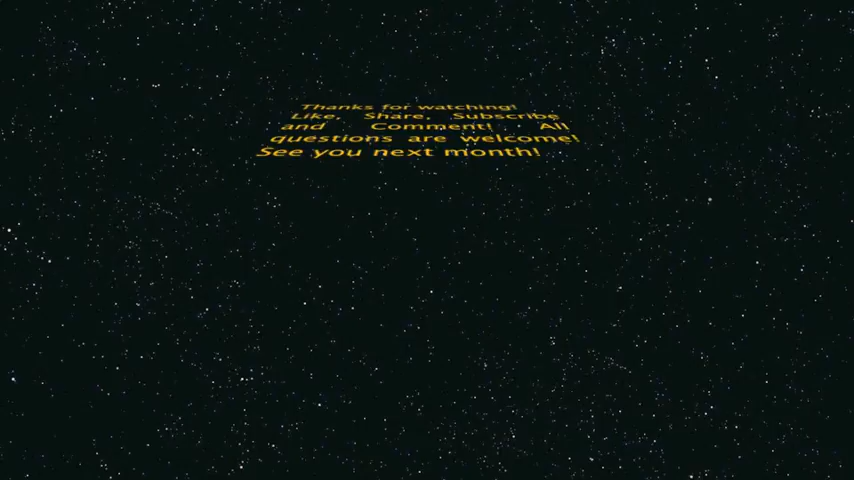 Thanks for watching!
Like, Share, Subscribe
and Comment! All
questions are welcome!
See you next month!